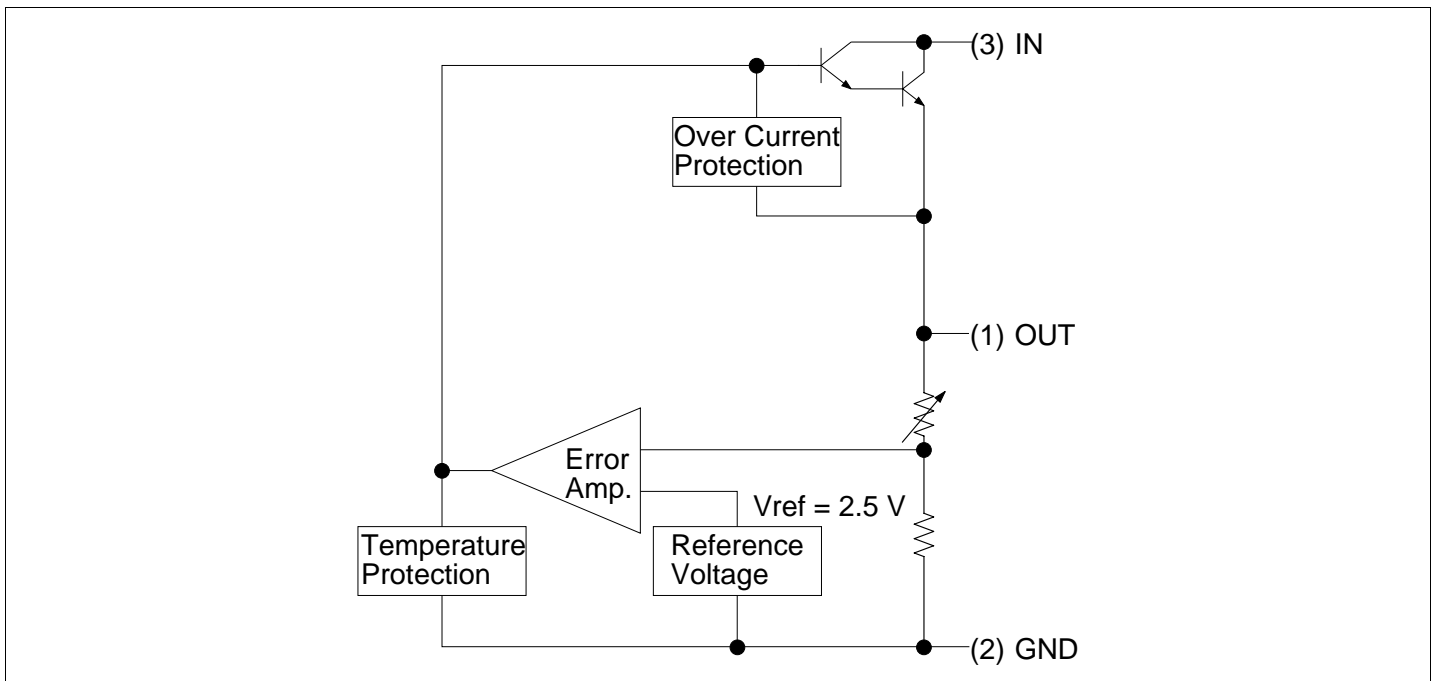 (3) IN
Over Current
Protection
(1) OUT
Error
Amp.
Vref = 2.5 V
Temperature
Protection
Reference
Voltage
(2) GND